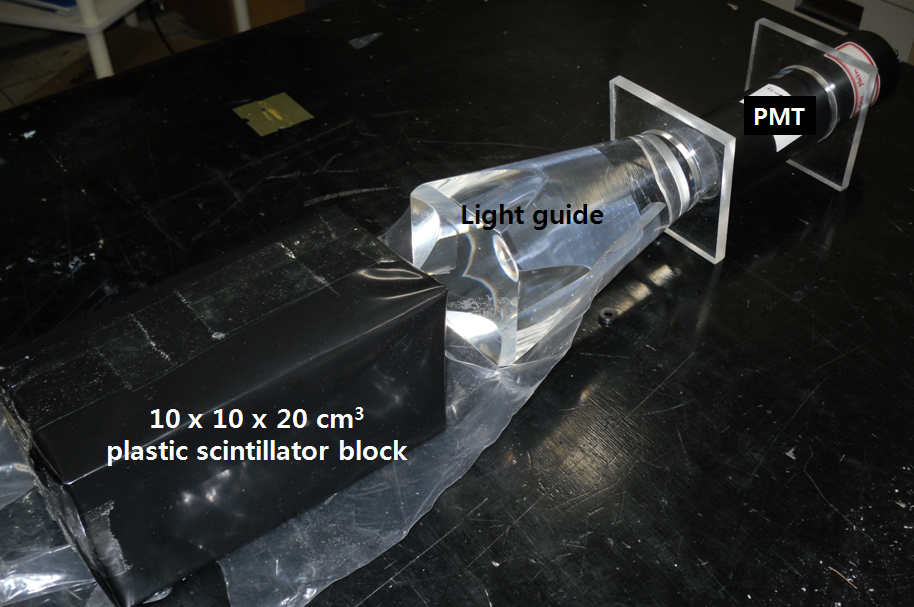 PMT
Light guide
10 x 10 x 20 cm³
plastic scintillator block